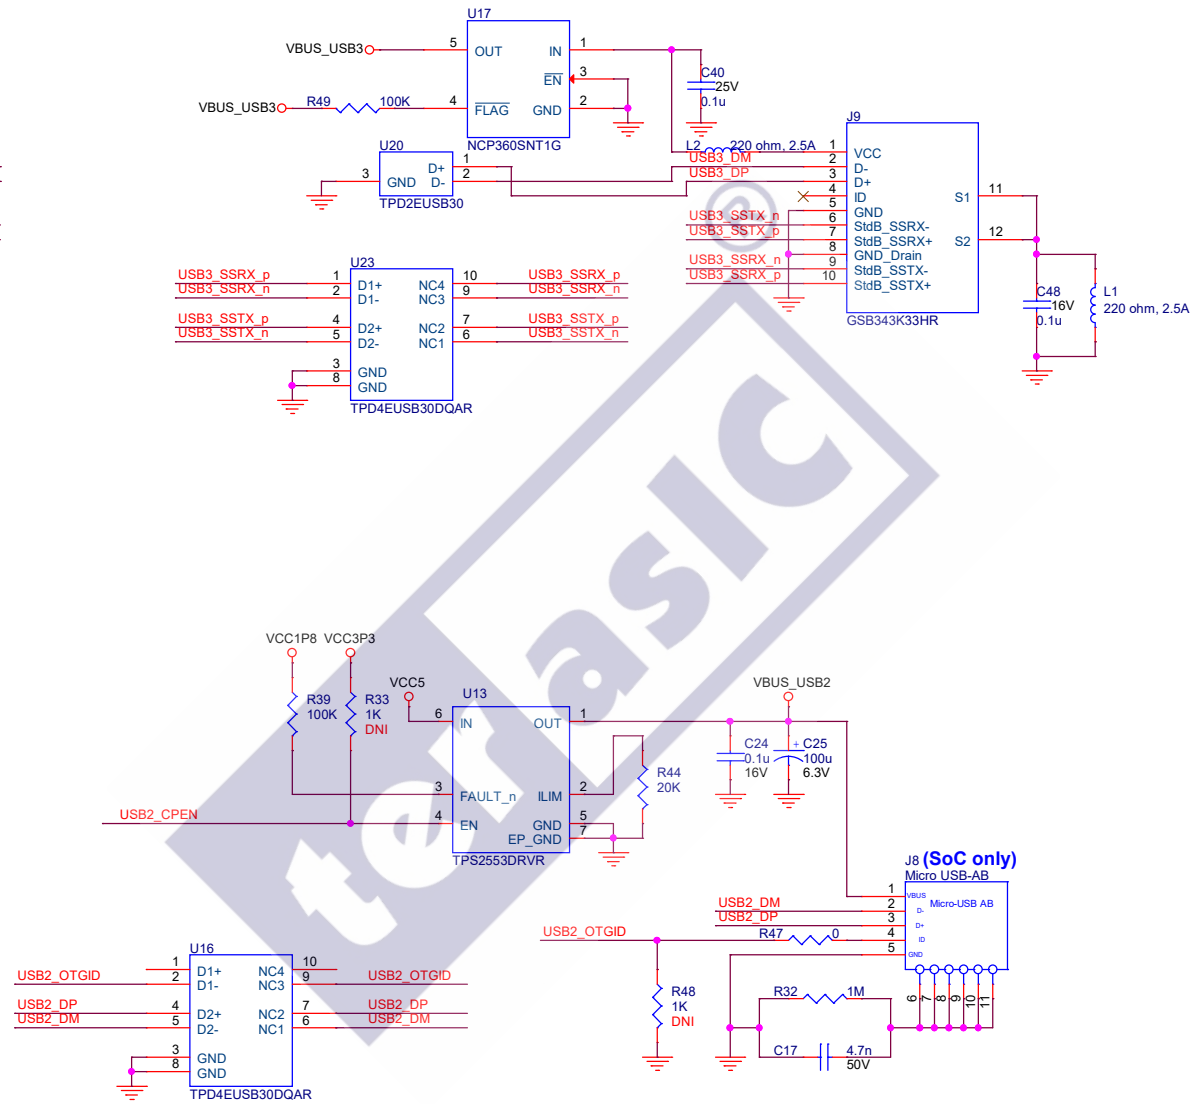 U17
VBUS_USB3
5
OUT
IN
1
EN
3
C40
25V
0.1u
VBUS_USB3
R49
100K
4
FLAG
GND
2
NCP360SNT1G
U20
3
GND
D+
1
D-
2
TPD2EUSB30
L2
220 ohm, 2.5A
J9
USB3_DM
USB3_DP
1
VCC
2
D-
3
D+
4
ID
5
GND
USB3_SSTX_n
6
StdB_SSRX-
USB3_SSTX_p
7
StdB_SSRX+
8
GND_Drain
USB3_SSRX_n
9
StdB_SSTX-
USB3_SSRX_p
10
StdB_SSTX+
S1
11
S2
12
GSB343K33HR
C48
16V
0.1u
L1
220 ohm, 2.5A
U23
USB3_SSRX_p
1
D1+
NC4
10
USB3_SSRX_p
USB3_SSRX_n
2
D1-
NC3
9
USB3_SSRX_n
USB3_SSTX_p
4
D2+
NC2
7
USB3_SSTX_p
USB3_SSTX_n
5
D2-
NC1
6
USB3_SSTX_n
3
GND
8
GND
TPD4EUSB30DQAR
®
terasIC
VCC1P8
VCC3P3
R39
100K
R33
1K
DNI
VCC5
U13
6
IN
OUT
1
3
FAULT_n
ILIM
2
USB2_CPEN
4
EN
GND
5
EP_GND
7
TPS2553DRVR
R44
20K
VBUS_USB2
C24
0.1u
16V
+
C25
100u
6.3V
J8 (SoC only)
Micro USB-AB
1
VBUS
Micro-USB AB
USB2_DM
2
D-
USB2_DP
3
D+
USB2_OTGID
R47
0
4
ID
5
GND
6
7
8
9
10
11
R48
1K
DNI
R32
1M
C17
4.7n
50V
U16
1
D1+
NC4
10
USB2_OTGID
2
D1-
NC3
9
USB2_OTGID
USB2_DP
4
D2+
NC2
7
USB2_DP
USB2_DM
5
D2-
NC1
6
USB2_DM
3
GND
8
GND
TPD4EUSB30DQAR